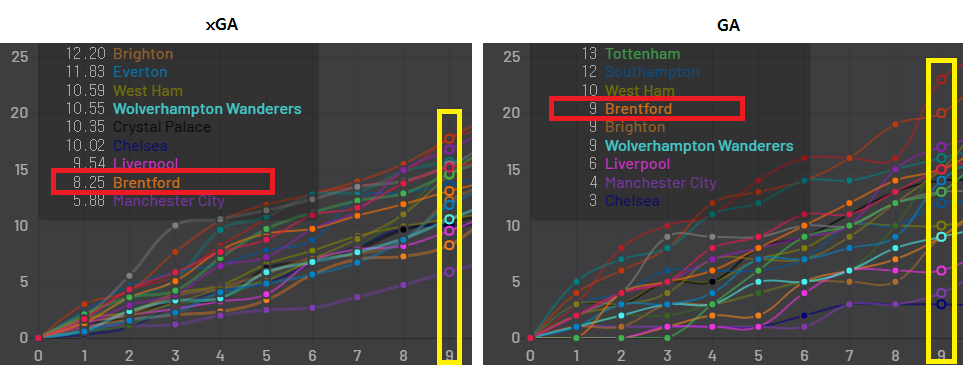 xGA
12.20 Brighton
11.83 Everton
10.59 West Ham
10.55 Wolverhampton Wanderers
10.35 Crystal Palace
10.02 Chelsea
9.54 Liverpool
8.25 Brentford
5.88 Manchester City
25
20
15
10
5
0
0 1 2 3 4 5 6 7 8 9
GA
13 Tottenham
12 Southampton
10 West Ham
9 Brentford
9 Brighton
9 Wolverhampton Wanderers
6 Liverpool
4 Manchester City
3 Chelsea
25
20
15
10
5
0
0 1 2 3 4 5 6 7 8 9